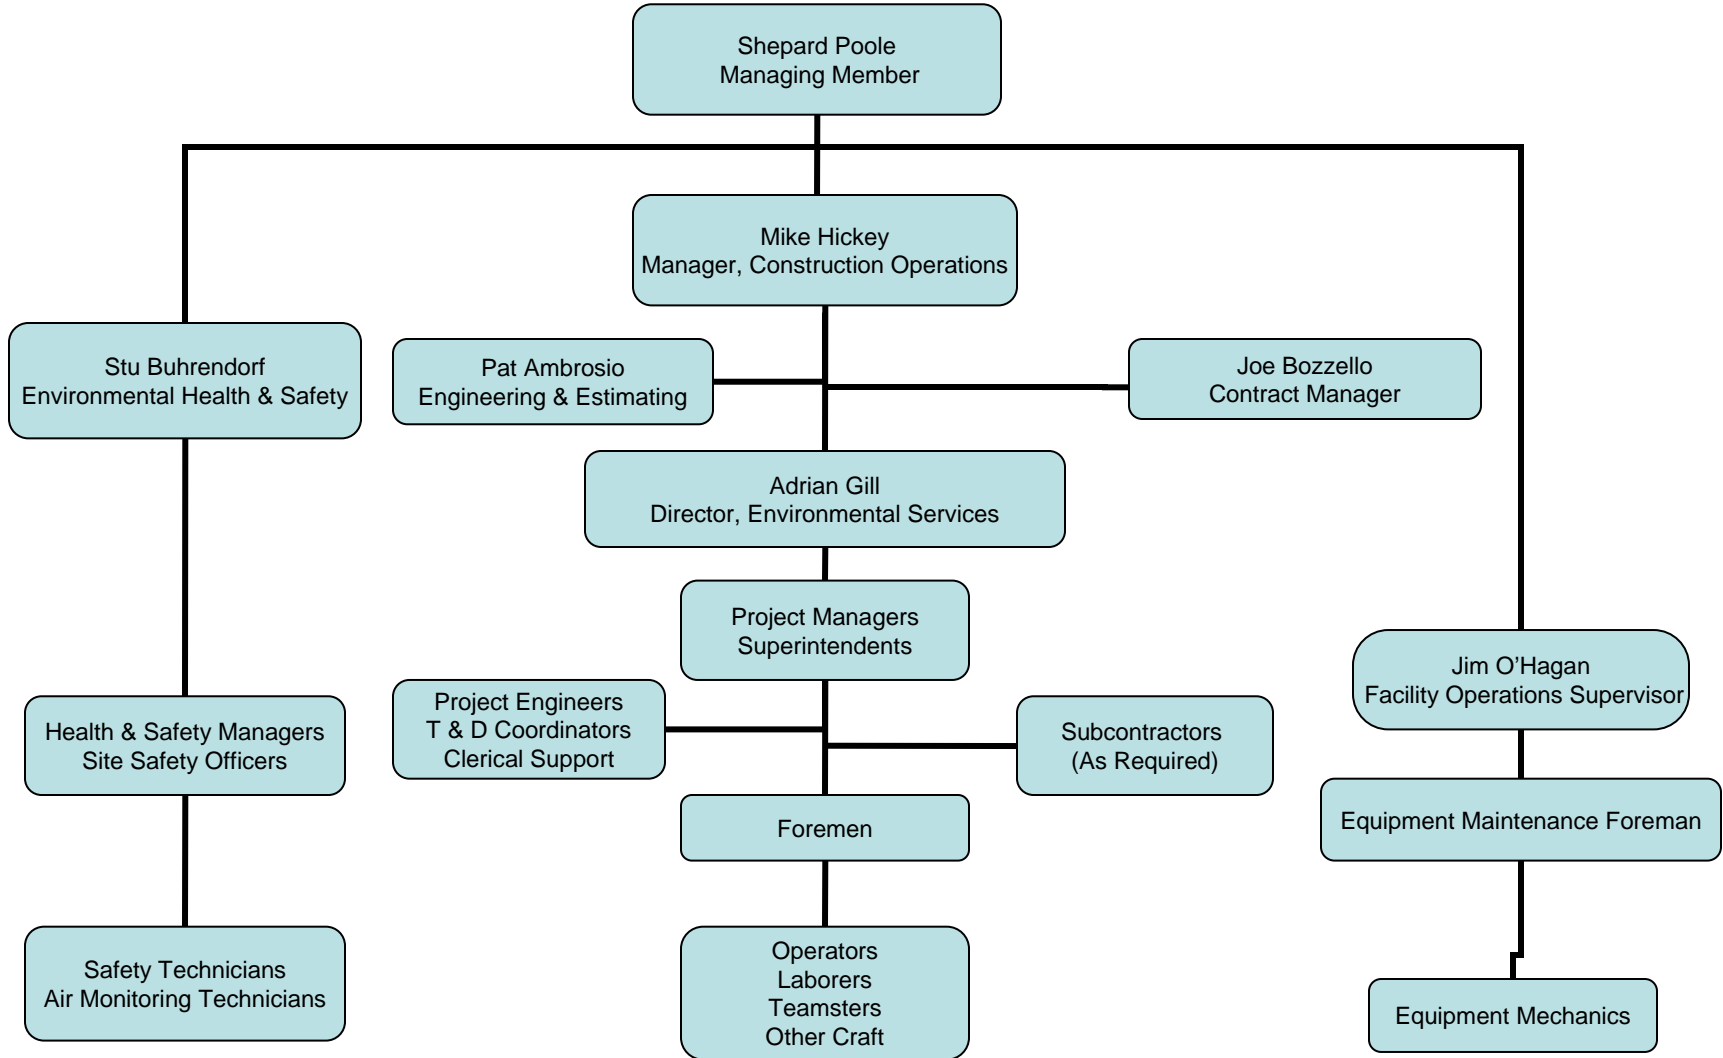 Shepard Poole
Managing Member
Mike Hickey
Manager, Construction Operations
Stu Buhrendorf
Environmental Health & Safety
Pat Ambrosio
Engineering & Estimating
Joe Bozzello
Contract Manager
Adrian Gill
Director, Environmental Services
Project Managers
Superintendents
Jim O’Hagan
Facility Operations Supervisor
Health & Safety Managers
Site Safety Officers
Project Engineers
T & D Coordinators
Clerical Support
Subcontractors
(As Required)
Foremen
Equipment Maintenance Foreman
Safety Technicians
Air Monitoring Technicians
Operators
Laborers
Teamsters
Other Craft
Equipment Mechanics